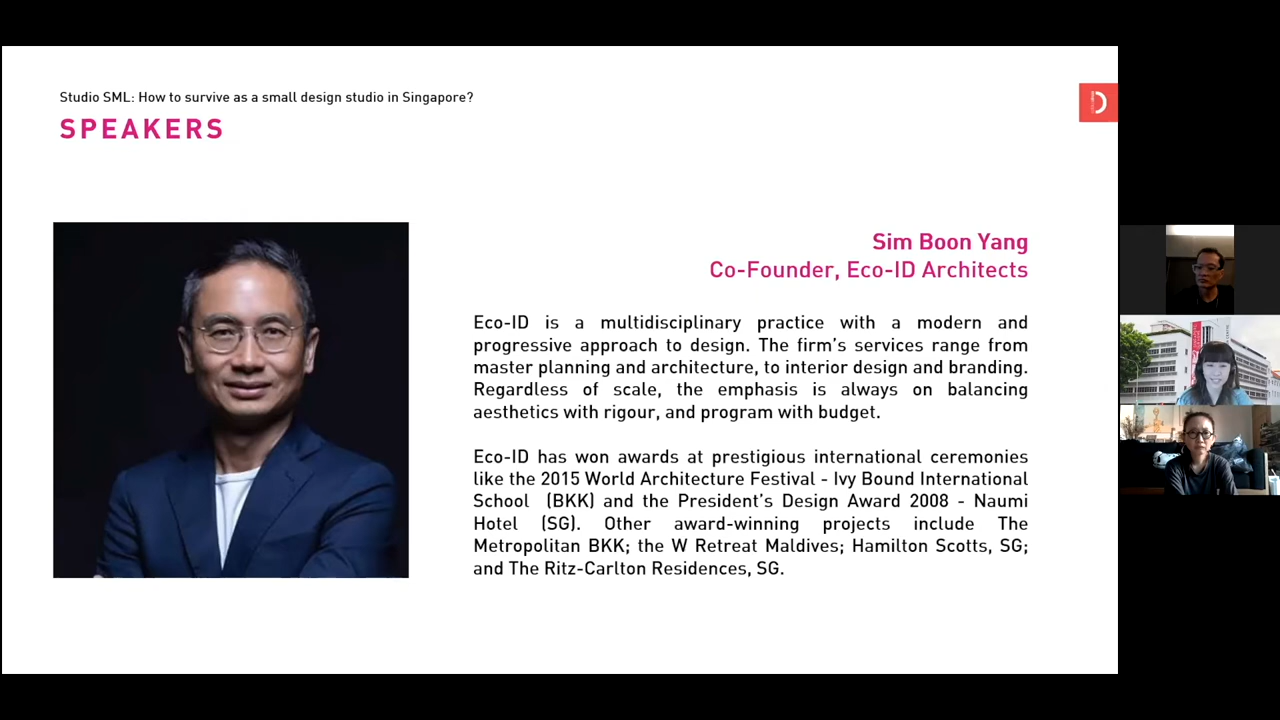 Studio SML: How to survive as a small design studio in Singapore?
SPEAKERS
Sim Boon Yang
Co-Founder, Eco-ID Architects
Eco-ID is a multidisciplinary practice with a modern and
progressive approach to design. The firm's services range from
master planning and architecture, to interior design and branding.
Regardless of scale, the emphasis is always on balancing
aesthetics with rigour, and program with budget.
Eco-ID has won awards at prestigious international ceremonies
like the 2015 World Architecture Festival - Ivy Bound International
School (BKK) and the President's Design Award 2008 - Naumi
Hotel (SG). Other award-winning projects include The
Metropolitan BKK; the W Retreat Maldives; Hamilton Scotts, SG;
and The Ritz-Carlton Residences, SG.